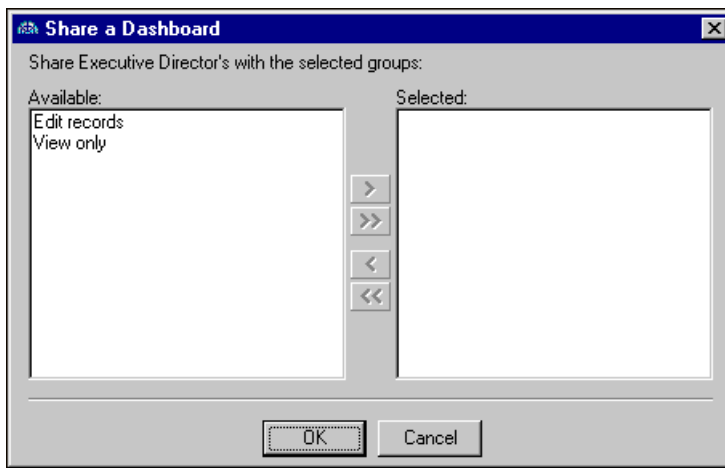 Share a Dashboard
Share Executive Director's with the selected groups:
Available:
Selected:
Edit records
View only
>
>>
<
<<
OK
Cancel